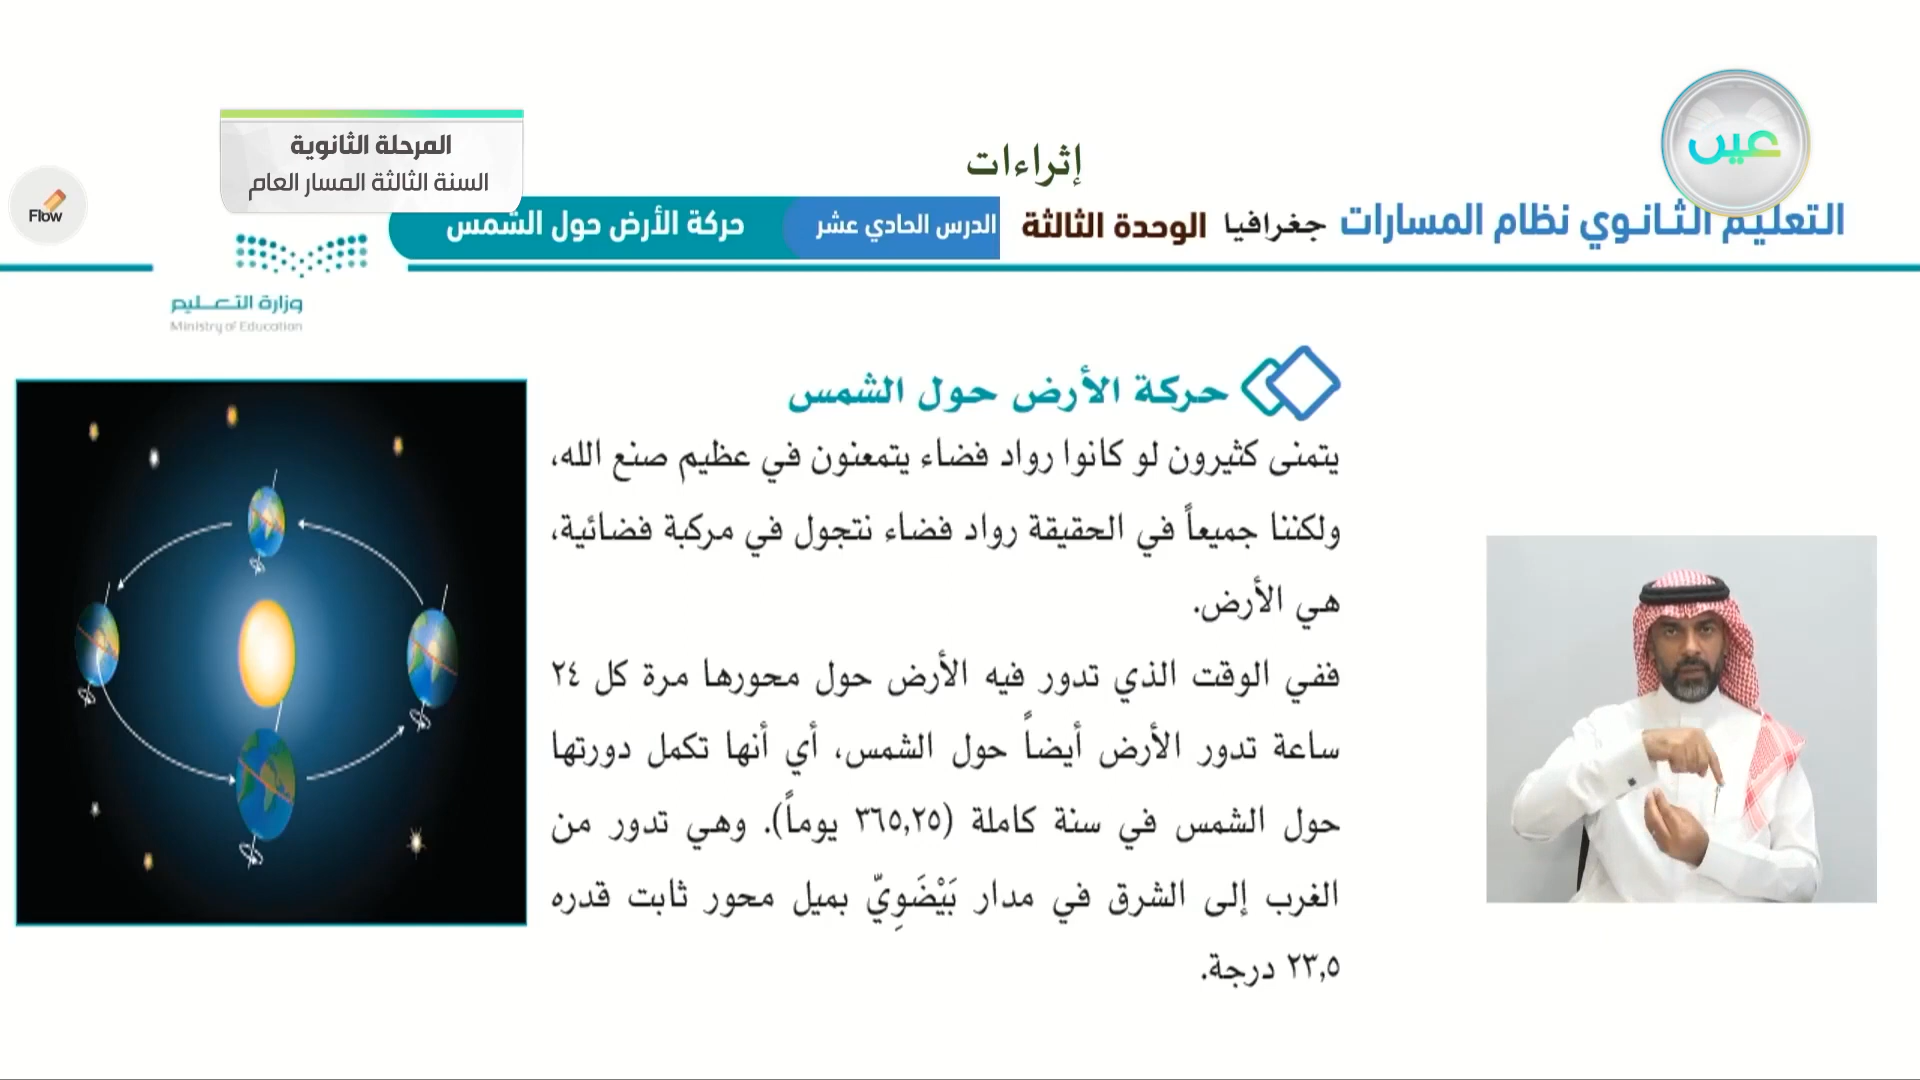 عين
المرحلة الثانوية
السنة الثالثة المسار العام
إثراءات
Flow
التعليم الثانوي نظام المسارات
جغرافيا
الوحدة الثالثة
الدرس الحادي عشر
حركة الأرض حول الشمس
وزارة التعليم
Ministry of Education
حركة الأرض حول الشمس
يتمنى كثيرون لو كانوا رواد فضاء يتمعنون في عظيم صنع الله،
ولكننا جميعاً في الحقيقة رواد فضاء نتجول في مركبة فضائية،
هي الأرض.
ففي الوقت الذي تدور فيه الأرض حول محورها مرة كل ٢٤
ساعة تدور الأرض أيضاً حول الشمس، أي أنها تكمل دورتها
حول الشمس في سنة كاملة (٣٦٥,٢٥ يوماً). وهي تدور من
الغرب إلى الشرق في مدار بَيْضَوِيّ بميل محور ثابت قدره
٢٣,٥ درجة.